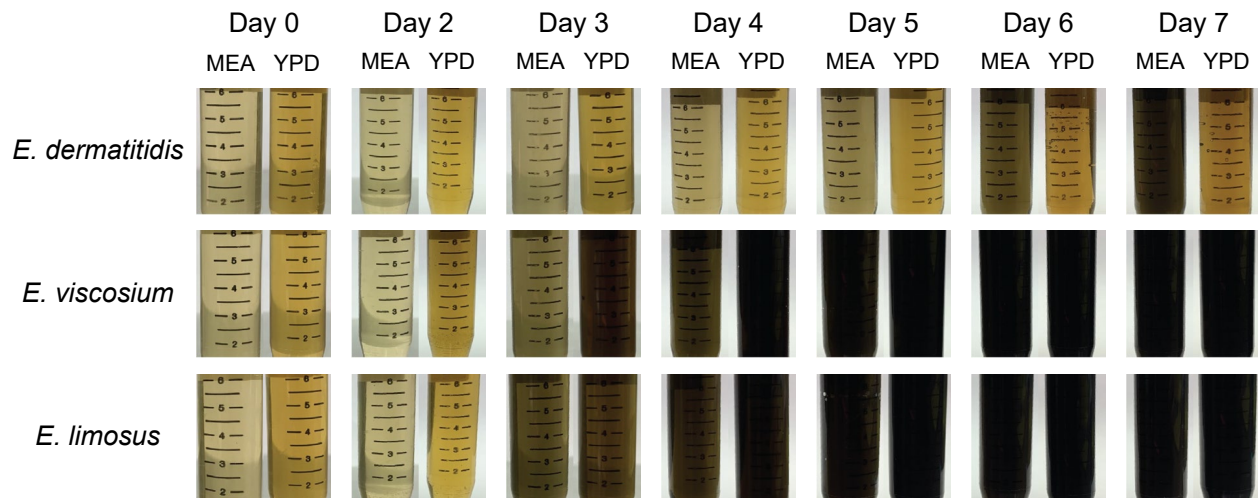 Day 0 Day 2 Day 3 Day 4 Day 5 Day 6 Day 7
MEA YPD MEA YPD MEA YPD MEA YPD MEA YPD MEA YPD MEA YPD
E. dermatitidis
E. viscosium
E. limosus